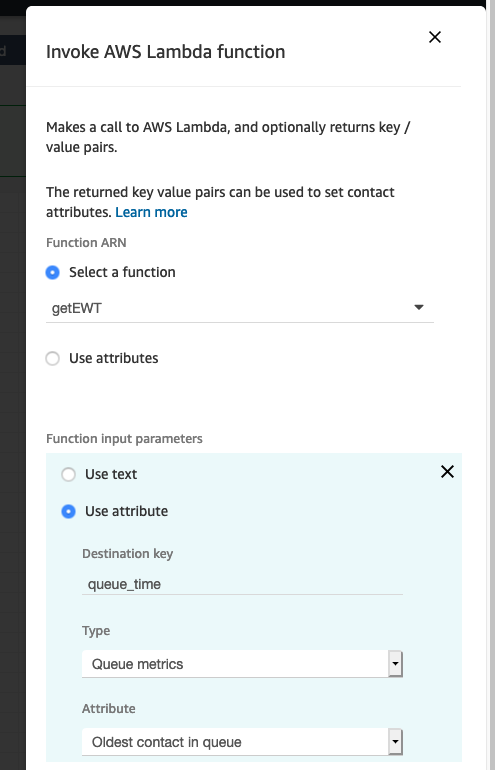 d
Invoke AWS Lambda function
Makes a call to AWS Lambda, and optionally returns key /
value pairs.
The returned key value pairs can be used to set contact
attributes. Learn more
Function ARN
Select a function
getEWT
Use attributes
Function input parameters
Use text
Use attribute
Destination key
queue_time
Type
Queue metrics
Attribute
Oldest contact in queue